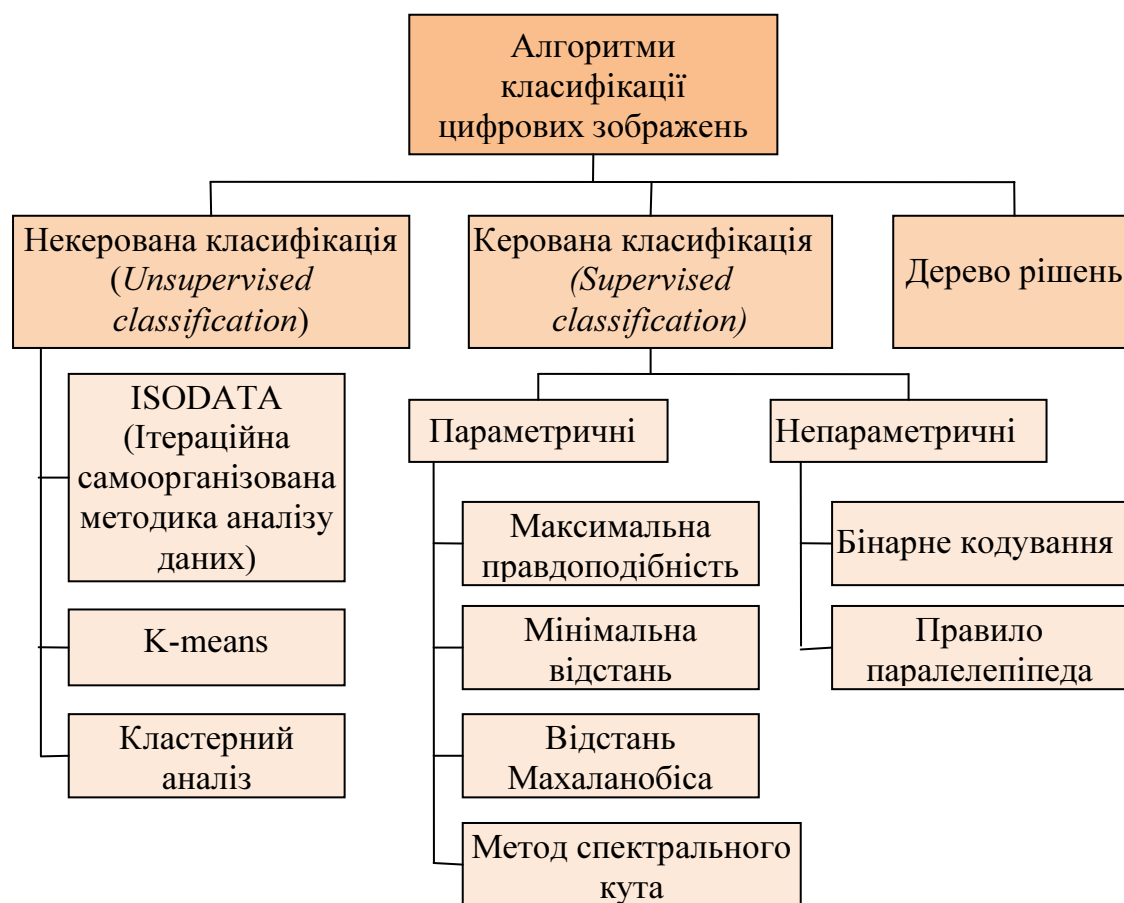 Алгоритми
класифікації
цифрових зображень
Некерована класифікація
(Unsupervised
classification)
Керована класифікація
(Supervised
classification)
Дерево рішень
ISODATA
(Ітераційна
самоорганізована
методика аналізу
даних)
K-means
Кластерний
аналіз
Параметричні
Максимальна
правдоподібність
Мінімальна
відстань
Відстань
Махаланобіса
Метод спектрального
кута
Непараметричні
Бінарне кодування
Правило
паралелепіпеда